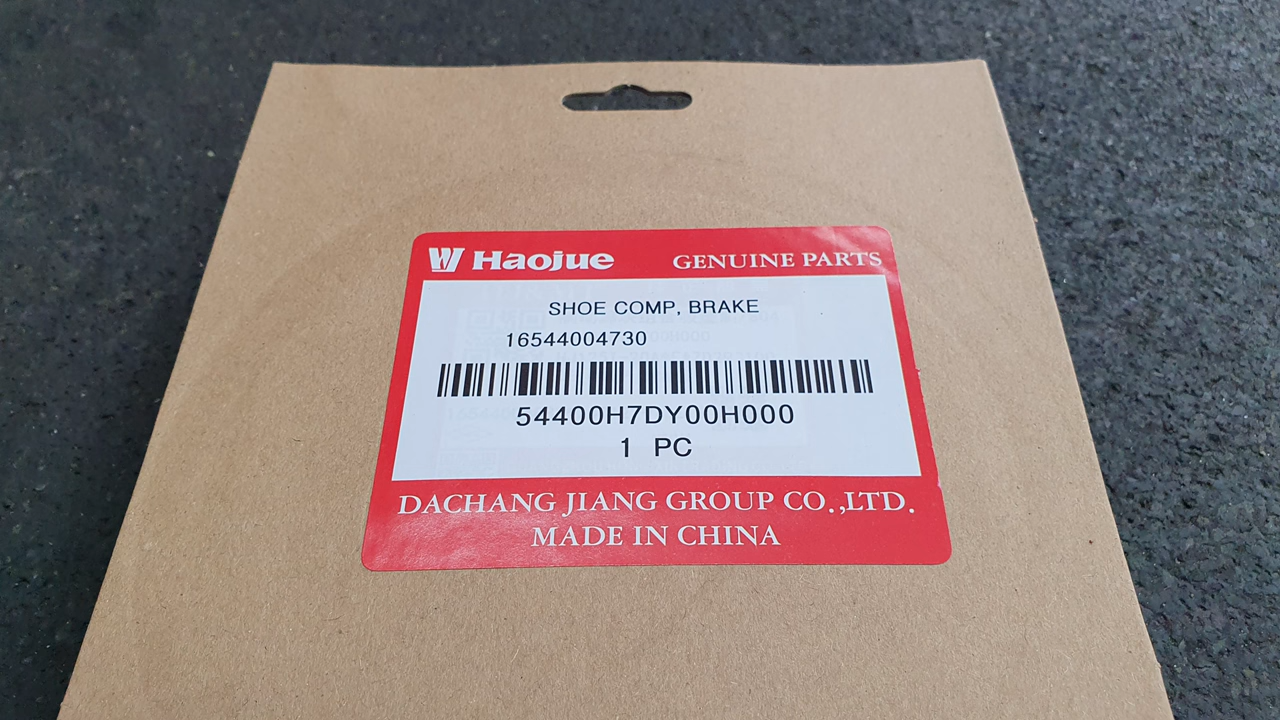 Haojue GENUINE PARTS
SHOE COMP, BRAKE
16544004730
54400H7DY00H000
1 PC
DACHANG JIANG GROUP CO.,LTD.
MADE IN CHINA